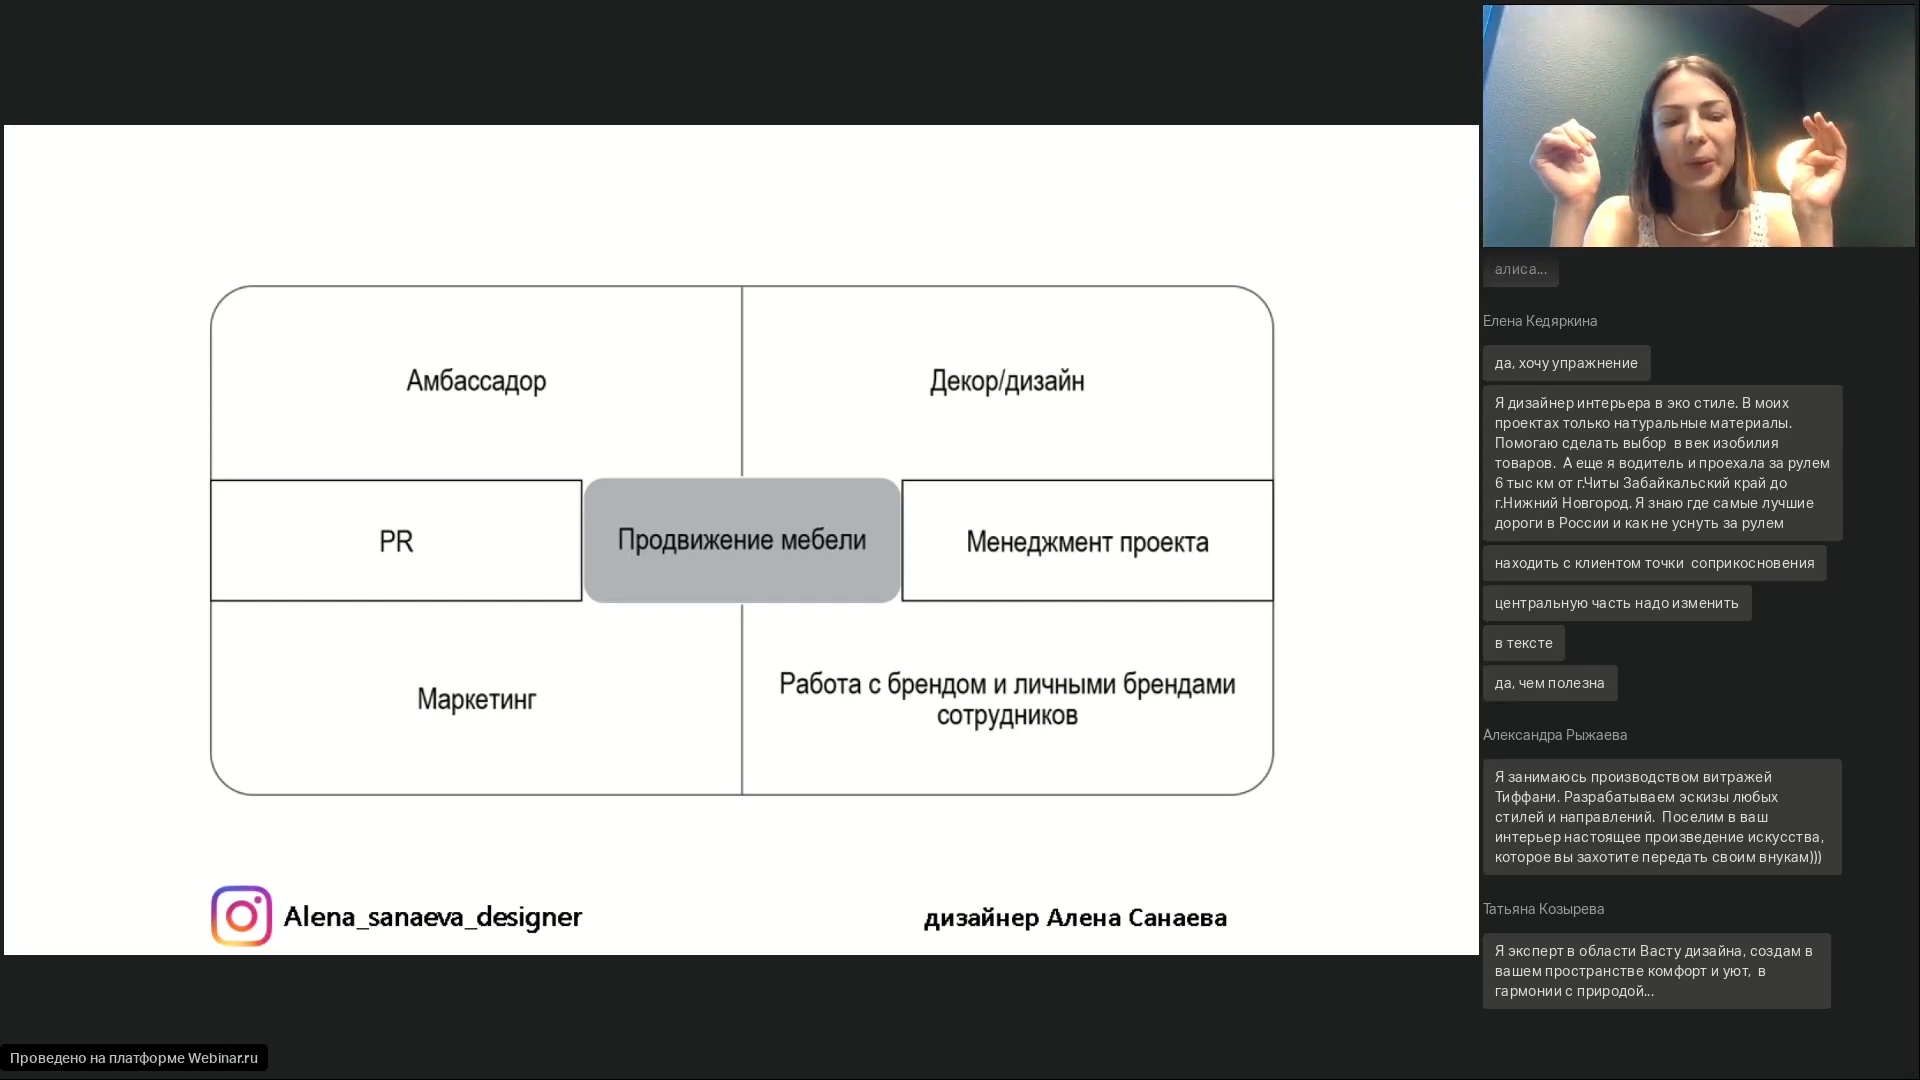 Амбассадор
Декор/дизайн
PR
Продвижение мебели
Менеджмент проекта
Маркетинг
Работа с брендом и личными брендами
сотрудников
Alena_sanaeva_designer
дизайнер Алена Санаева
алиса...
Елена Кедяркина
да, хочу упражнение
Я дизайнер интерьера в эко стиле. В моих
проектах только натуральные материалы.
Помогаю сделать выбор в век изобилия
товаров. А еще я водитель и проехала за рулем
6 тыс км от г.Читы Забайкальский край до
г.Нижний Новгород. Я знаю где самые лучшие
дороги в России и как не уснуть за рулем
находить с клиентом точки соприкосновения
центральную часть надо изменить
в тексте
да, чем полезна
Александра Рыжаева
Я занимаюсь производством витражей
Тиффани. Разрабатываем эскизы любых
стилей и направлений. Поселим в ваш
интерьер настоящее произведение искусства,
которое вы захотите передать своим внукам)))
Татьяна Козырева
Я эксперт в области Васту дизайна, создам в
вашем пространстве комфорт и уют, в
гармонии с природой...
Проведено на платформе Webinar.ru